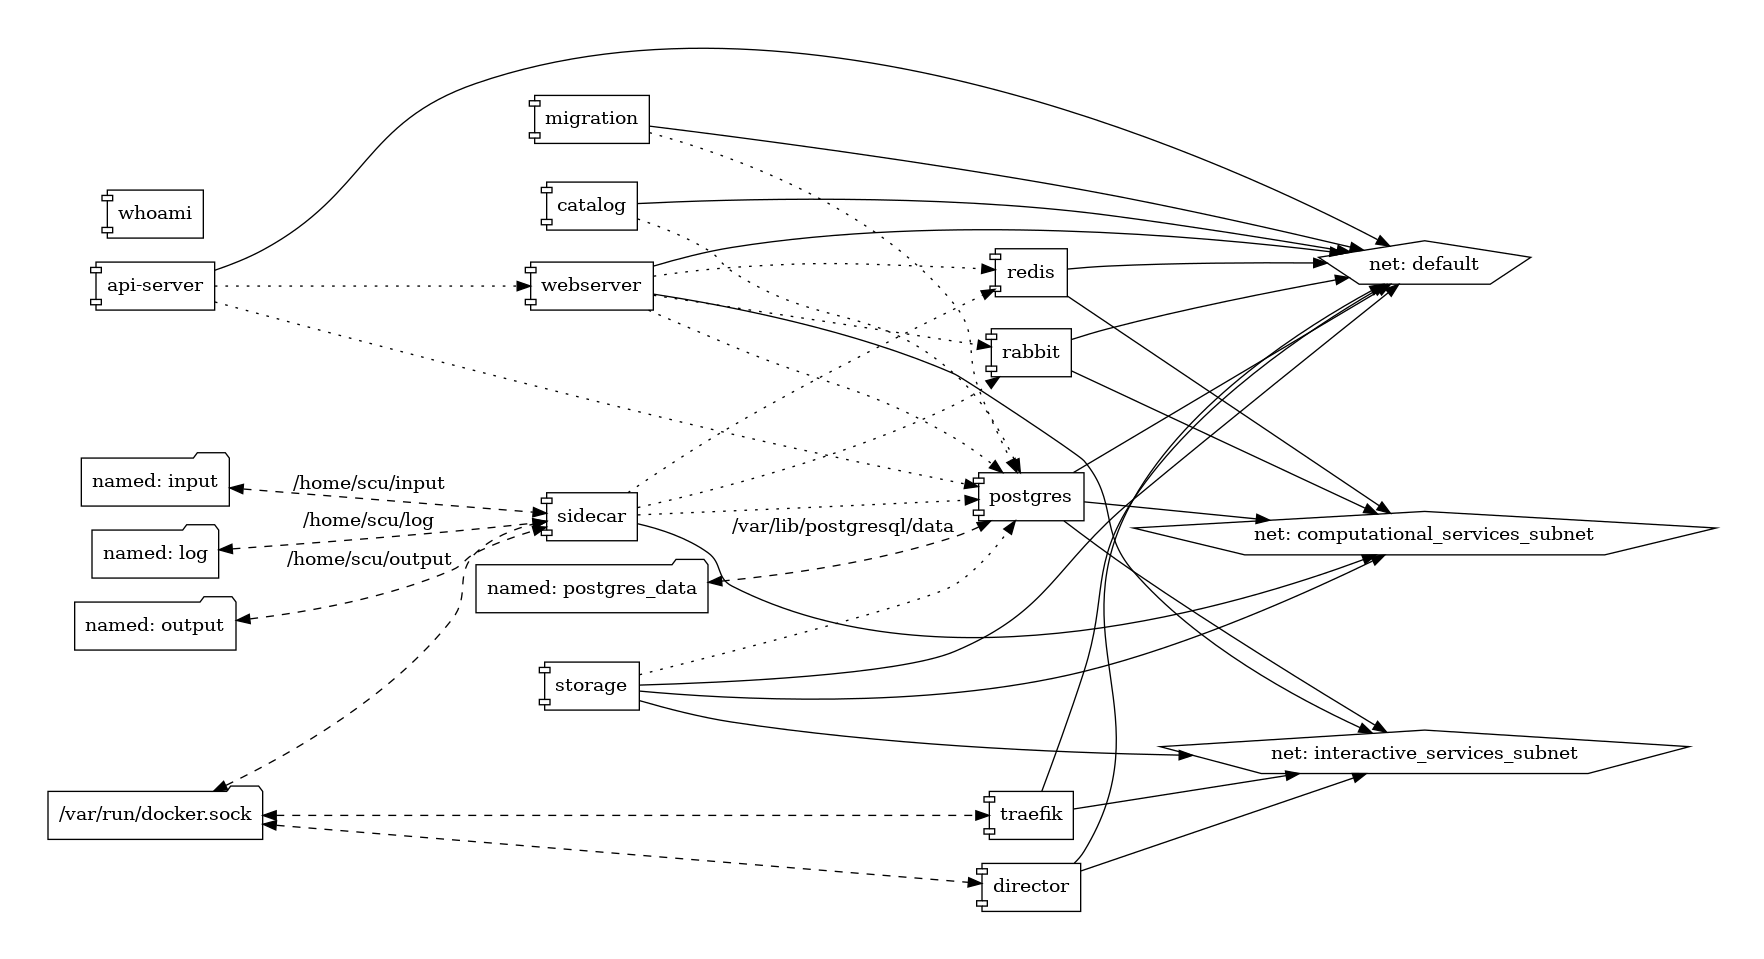 migration
catalog
whoami
api-server
webserver
redis
net: default
rabbit
named: input
/home/scu/input
sidecar
postgres
/home/scu/log
named: log
/var/lib/postgresql/data
net: computational_services_subnet
/home/scu/output
named: postgres_data
named: output
storage
net: interactive_services_subnet
/var/run/docker.sock
traefik
director